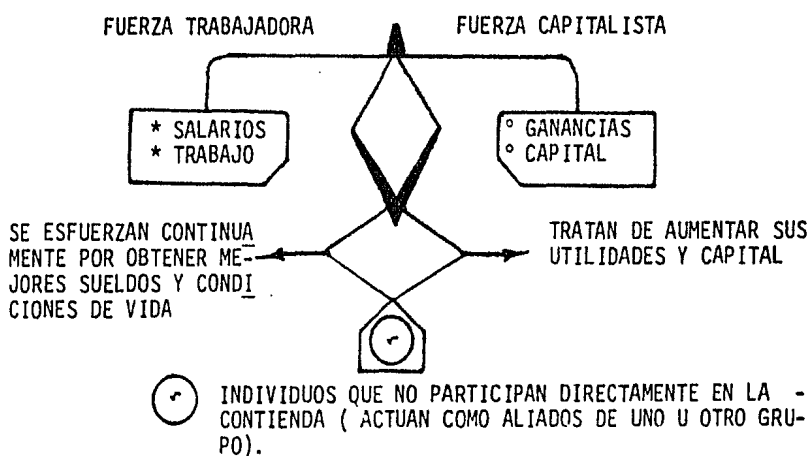 FUERZA TRABAJADORA
FUERZA CAPITALISTA
* SALARIOS
* TRABAJO
° GANANCIAS
° CAPITAL
SE ESFUERZAN CONTINUA
MENTE POR OBTENER ME-
JORES SUELDOS Y CONDI
CIONES DE VIDA
TRATAN DE AUMENTAR SUS
UTILIDADES Y CAPITAL
INDIVIDUOS QUE NO PARTICIPAN DIRECTAMENTE EN LA -
CONTIENDA ( ACTUAN COMO ALIADOS DE UNO U OTRO GRU-
PO).